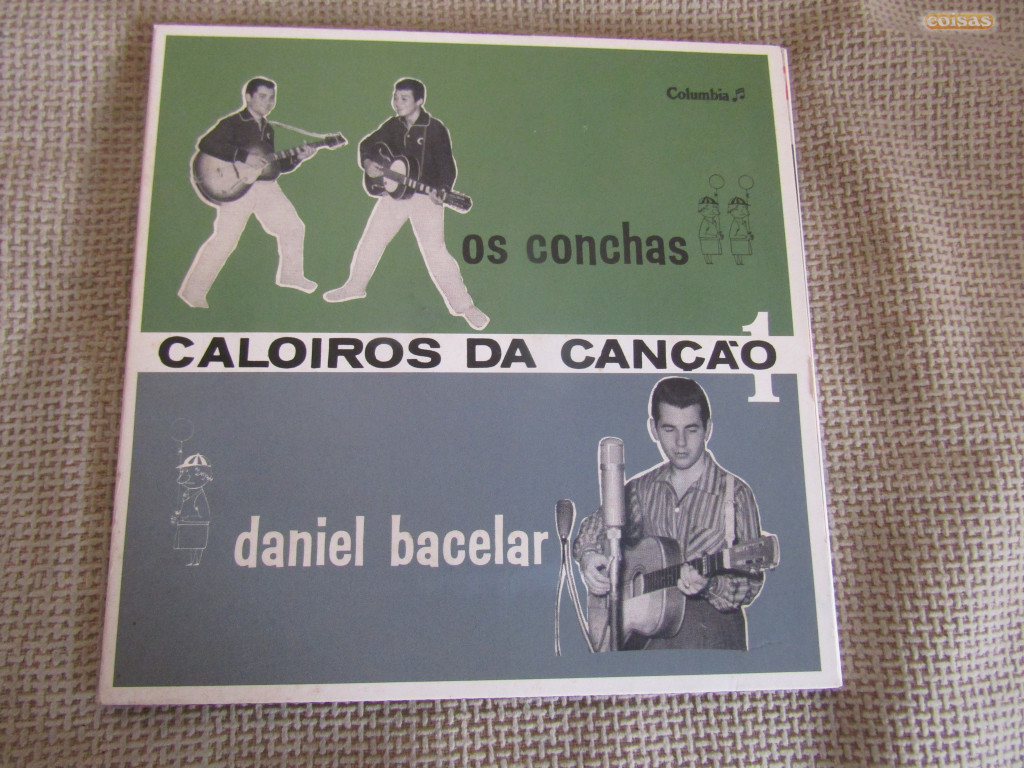 coisas
Columbia
os conchas
CALOIROS DA CANÇÃO 1
daniel bacelar